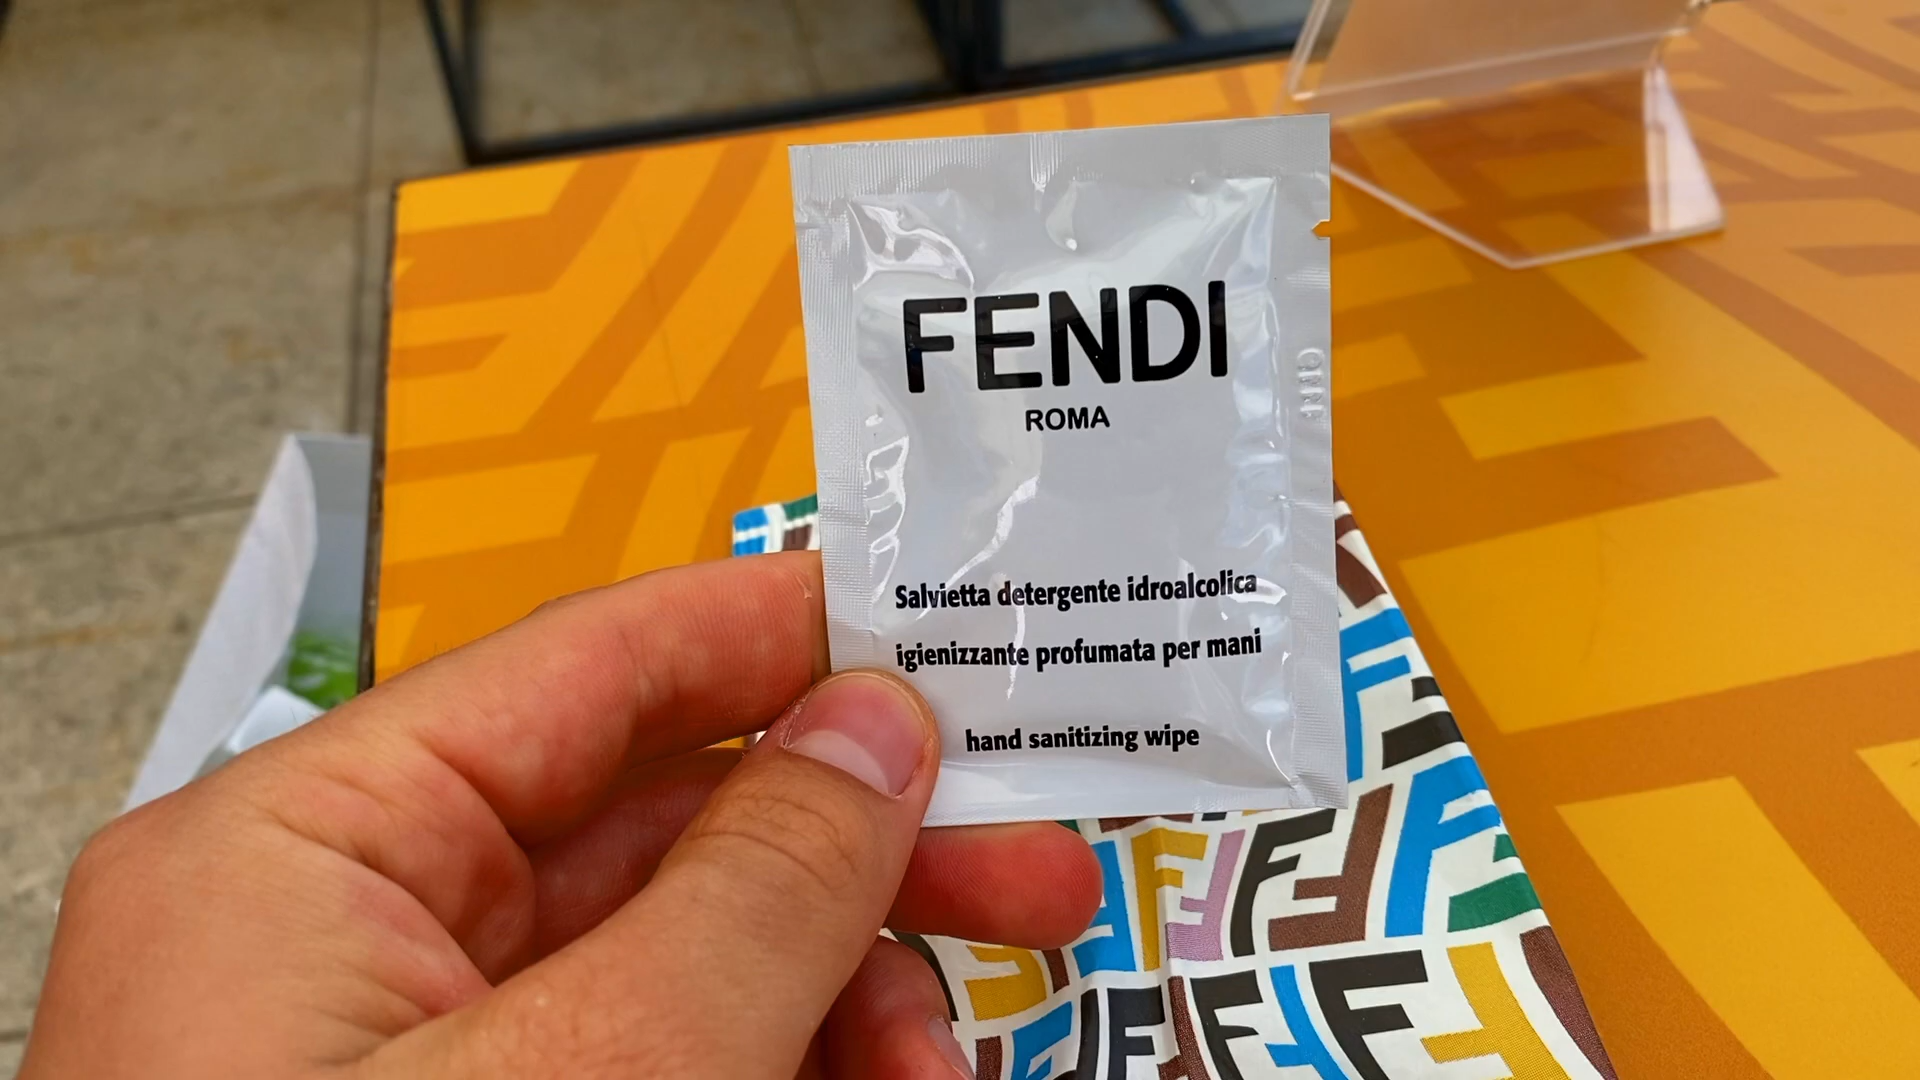 FENDI
ROMA
Salvietta detergente idroalcolica
igienizzante profumata per mani
hand sanitizing wipe